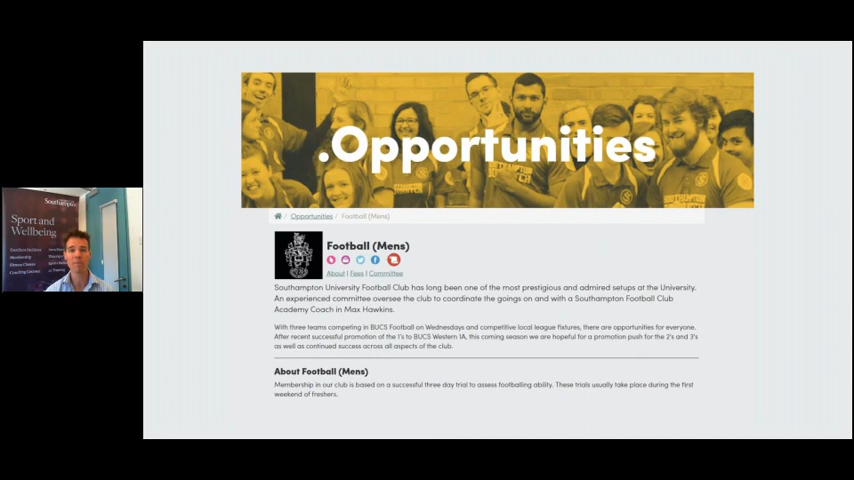 Southampton
Sport and
Wellbeing
Membership
.Opportunities
Opportunities / Football (Mens)
Football (Mens)
About | Fees | Committee
Southampton University Football Club has long been one of the most prestigious and admired setups at the University.
An experienced committee oversee the club to coordinate the goings on and with a Southampton Football Club
Academy Coach in Max Hawkins.
With three teams competing in BUCS Football on Wednesdays and competitive local league fixtures, there are opportunities for everyone.
After recent successful promotion of the 1's to BUCS Western 1A, this coming season we are hopeful for a promotion push for the 2's and 3's
as well as continued success across all aspects of the club.
About Football (Mens)
Membership in our club is based on a successful three day trial to assess footballing ability. These trials usually take place during the first
weekend of freshers.